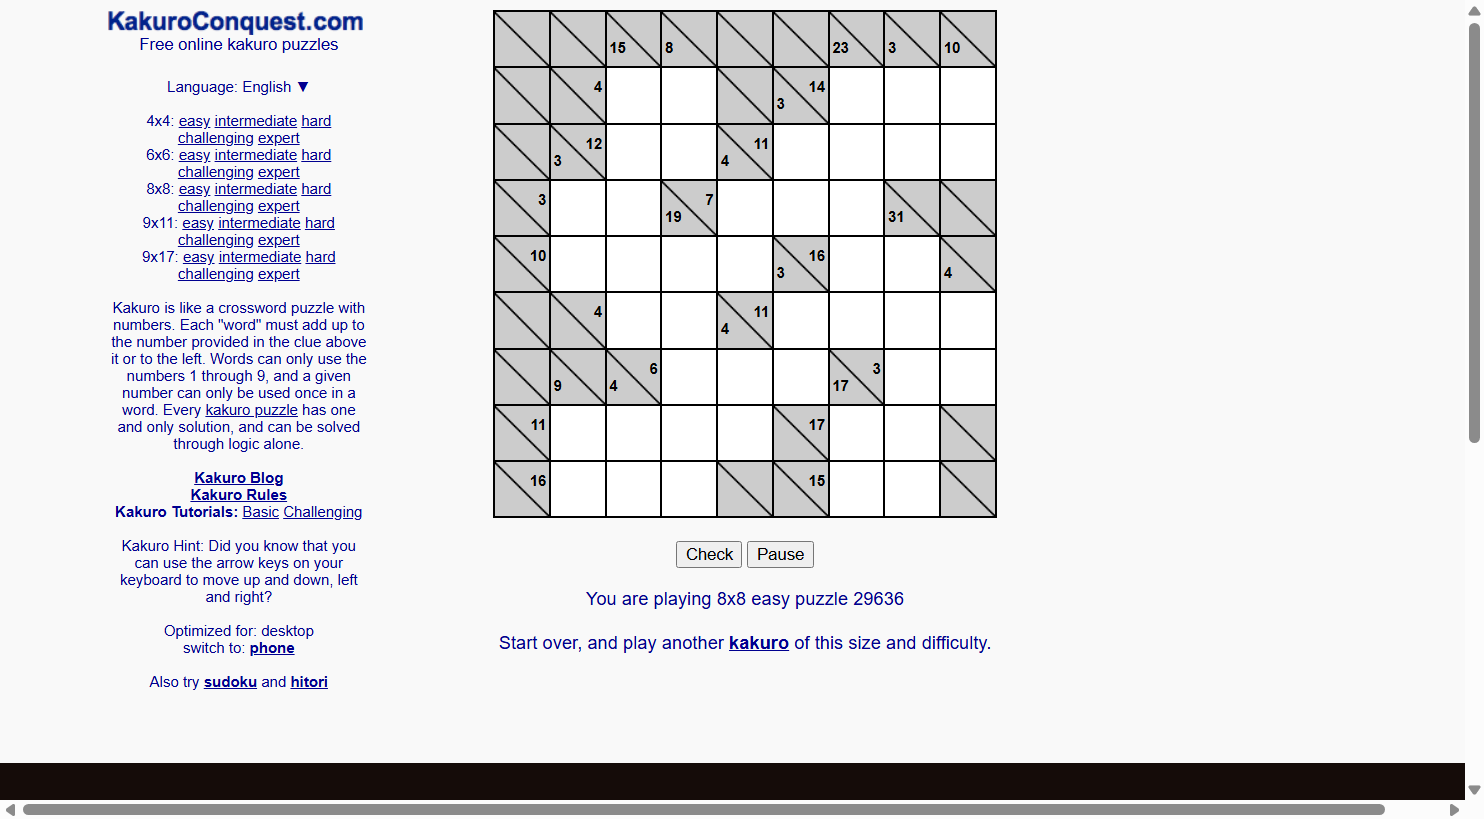 KakuroConquest.com
Free online kakuro puzzles
Language: English ▼
4x4: easy intermediate hard
challenging expert
6x6: easy intermediate hard
challenging expert
8x8: easy intermediate hard
challenging expert
9x11: easy intermediate hard
challenging expert
9x17: easy intermediate hard
challenging expert
Kakuro is like a crossword puzzle with
numbers. Each "word" must add up to
the number provided in the clue above
it or to the left. Words can only use the
numbers 1 through 9, and a given
number can only be used once in a
word. Every kakuro puzzle has one
and only solution, and can be solved
through logic alone.
Kakuro Blog
Kakuro Rules
Kakuro Tutorials: Basic Challenging
Kakuro Hint: Did you know that you
can use the arrow keys on your
keyboard to move up and down, left
and right?
Optimized for: desktop
switch to: phone
Also try sudoku and hitori
15 8 23 3 10
4 14
3
12 11
3 4
3 7
19 31
10 16
3 4
4 11
4
6 3
9 4 17
11 17
16 15
Check Pause
You are playing 8x8 easy puzzle 29636
Start over, and play another kakuro of this size and difficulty.